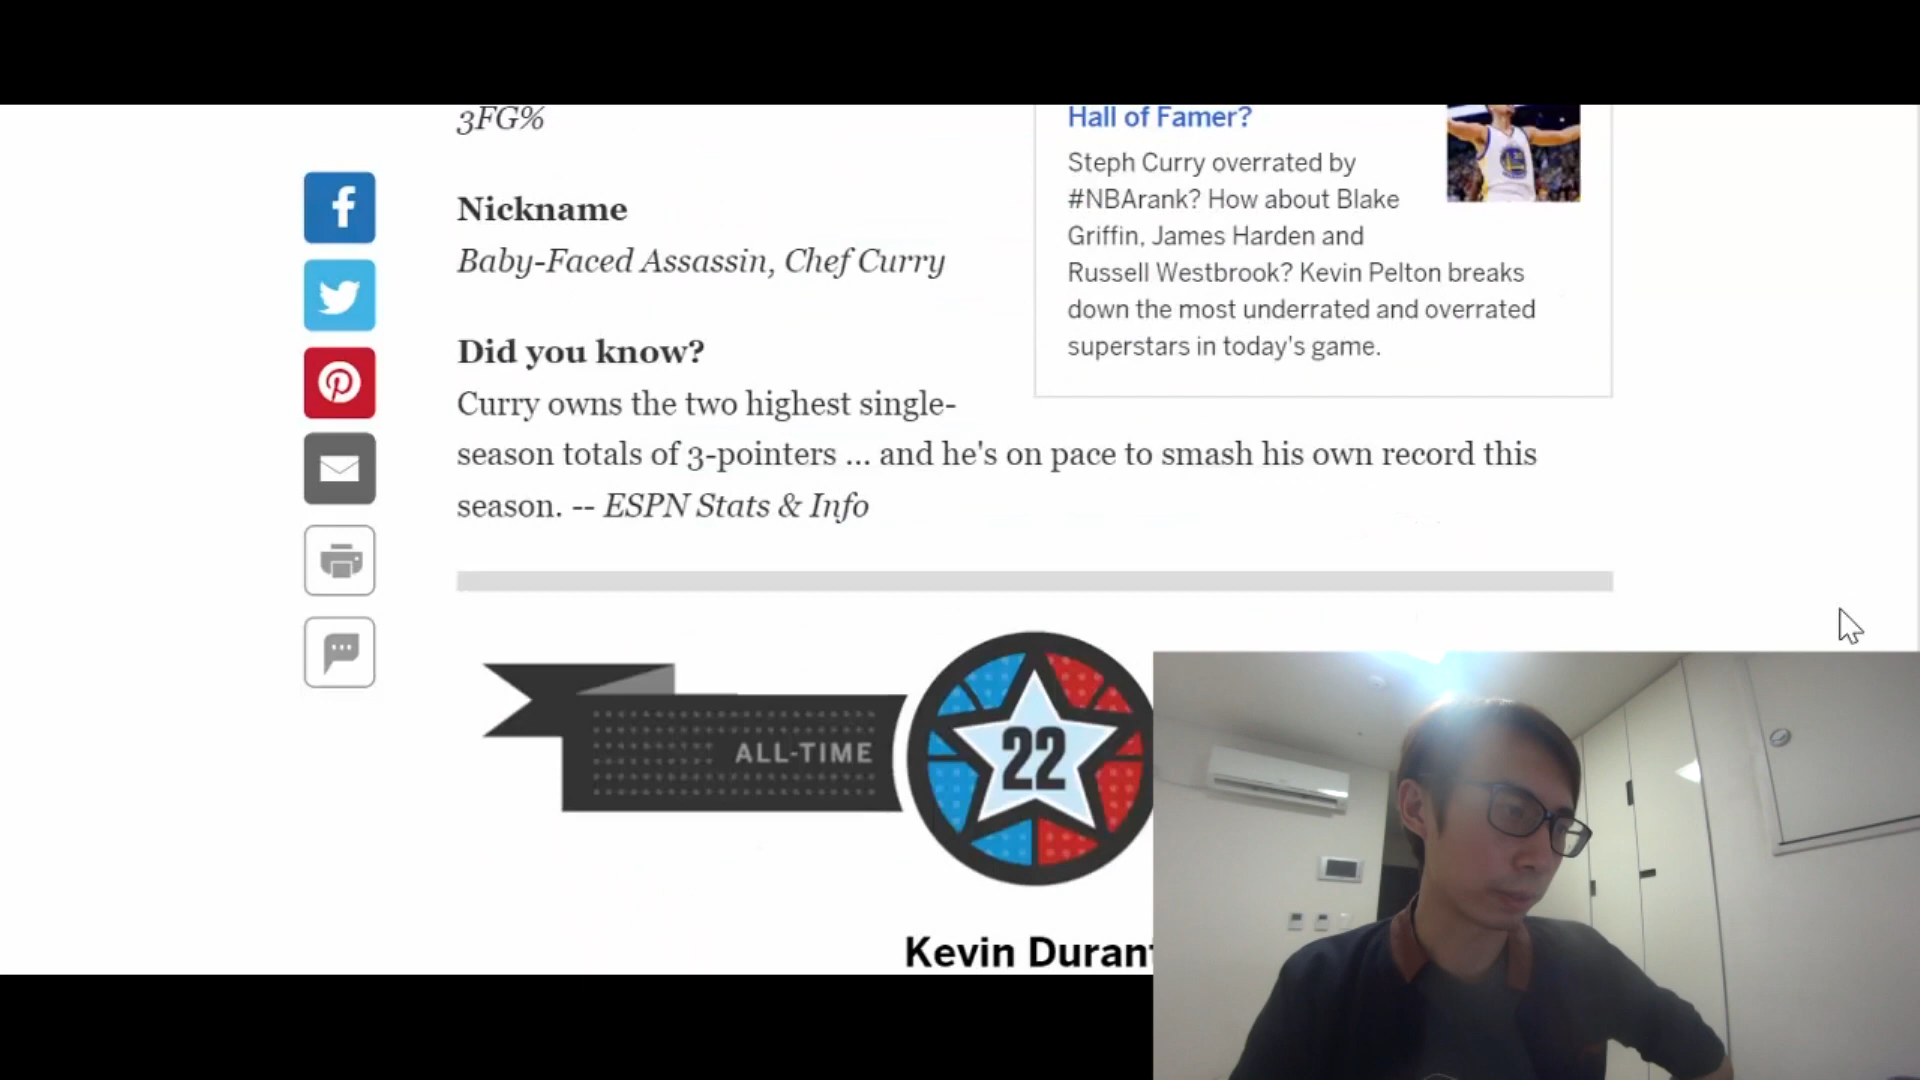 3FG%
Nickname
Baby-Faced Assassin, Chef Curry
Did you know?
Curry owns the two highest single-
season totals of 3-pointers ... and he's on pace to smash his own record this
season. -- ESPN Stats & Info
Hall of Famer?
Steph Curry overrated by
#NBArank? How about Blake
Griffin, James Harden and
Russell Westbrook? Kevin Pelton breaks
down the most underrated and overrated
superstars in today's game.
ALL-TIME
22
Kevin Durant